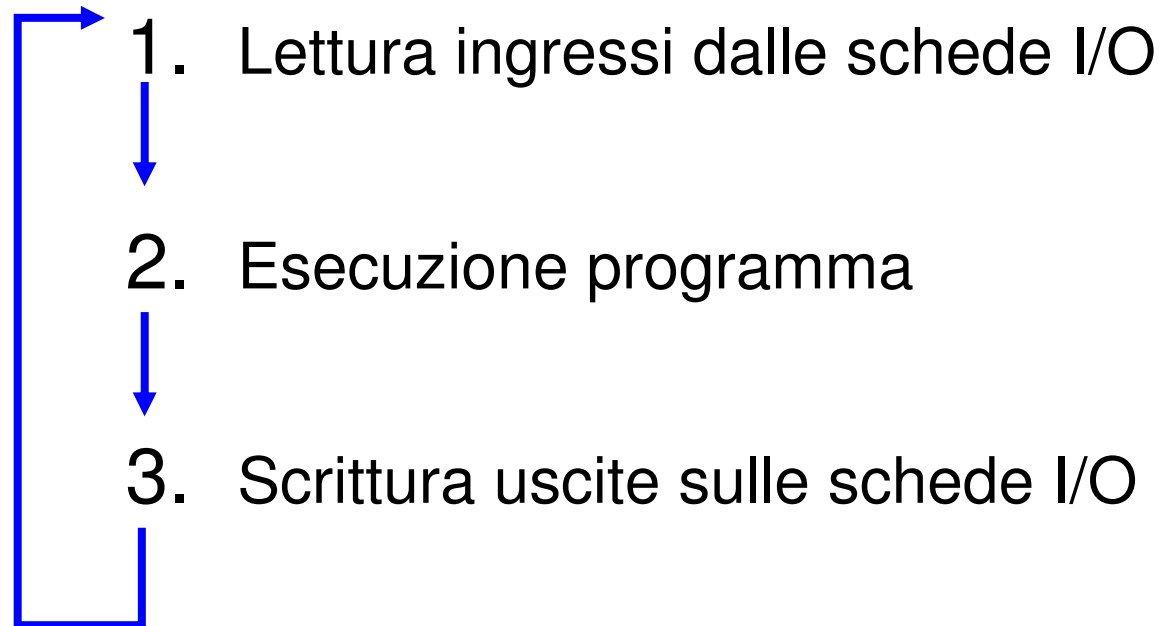 1. Lettura ingressi dalle schede I/O
2. Esecuzione programma
3. Scrittura uscite sulle schede I/O